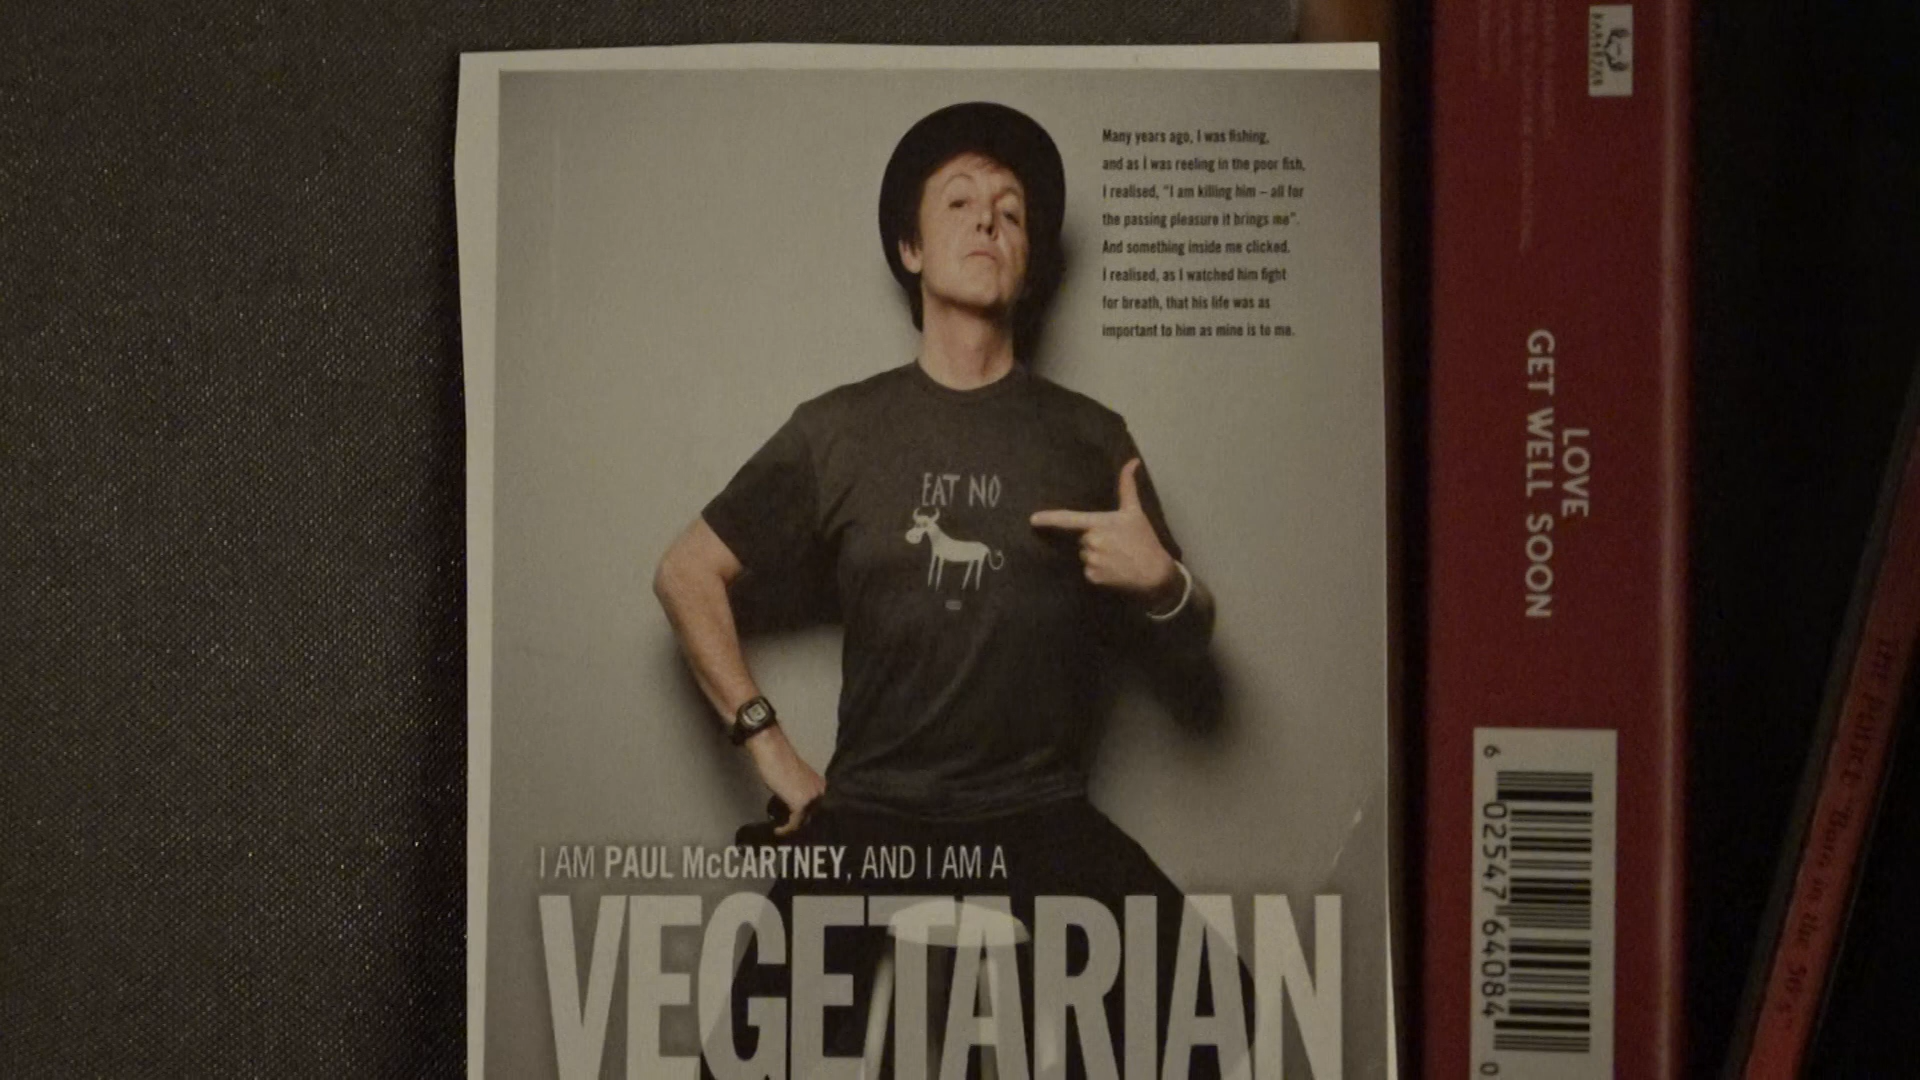 Many years ago, I was fishing,
and as I was reeling in the poor fish,
I realised, "I am killing him – all for
the passing pleasure it brings me".
And something inside me clicked.
I realised, as I watched him fight
for breath, that his life was as
important to him as mine is to me.
EAT NO
I AM PAUL McCARTNEY, AND I AM A
VEGETARIAN
LOVE
GET WELL SOON
6 02547 64084 0